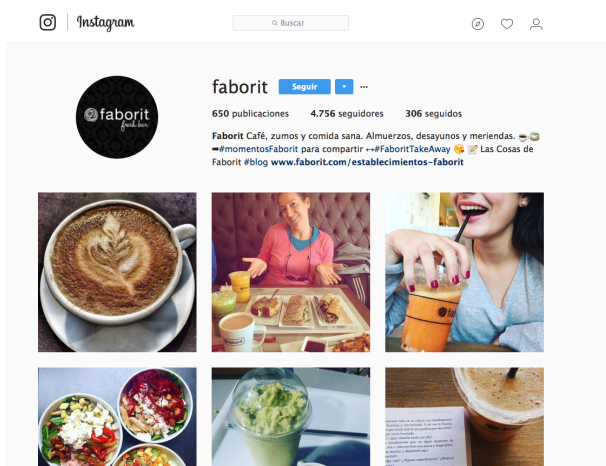 Instagram
Buscar
faborit
fresh bar
faborit Seguir
650 publicaciones 4.756 seguidores 306 seguidos
Faborit Café, zumos y comida sana. Almuerzos, desayunos y meriendas. ☕🍜
➡#momentosFaborit para compartir ↔#FaboritTakeAway 😘 📝 Las Cosas de
Faborit #blog www.faborit.com/establecimientos-faborit